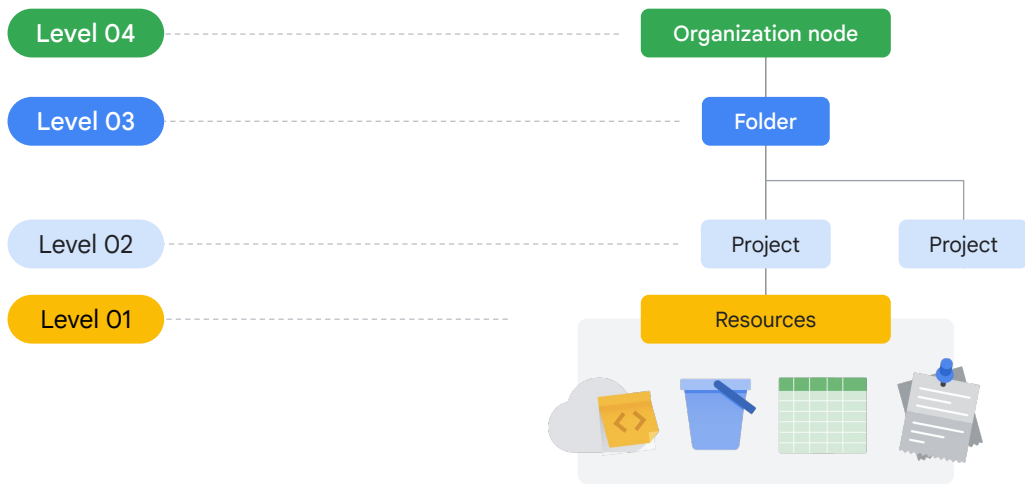 Level 04
Organization node
Level 03
Folder
Level 02
Project
Project
Level 01
Resources